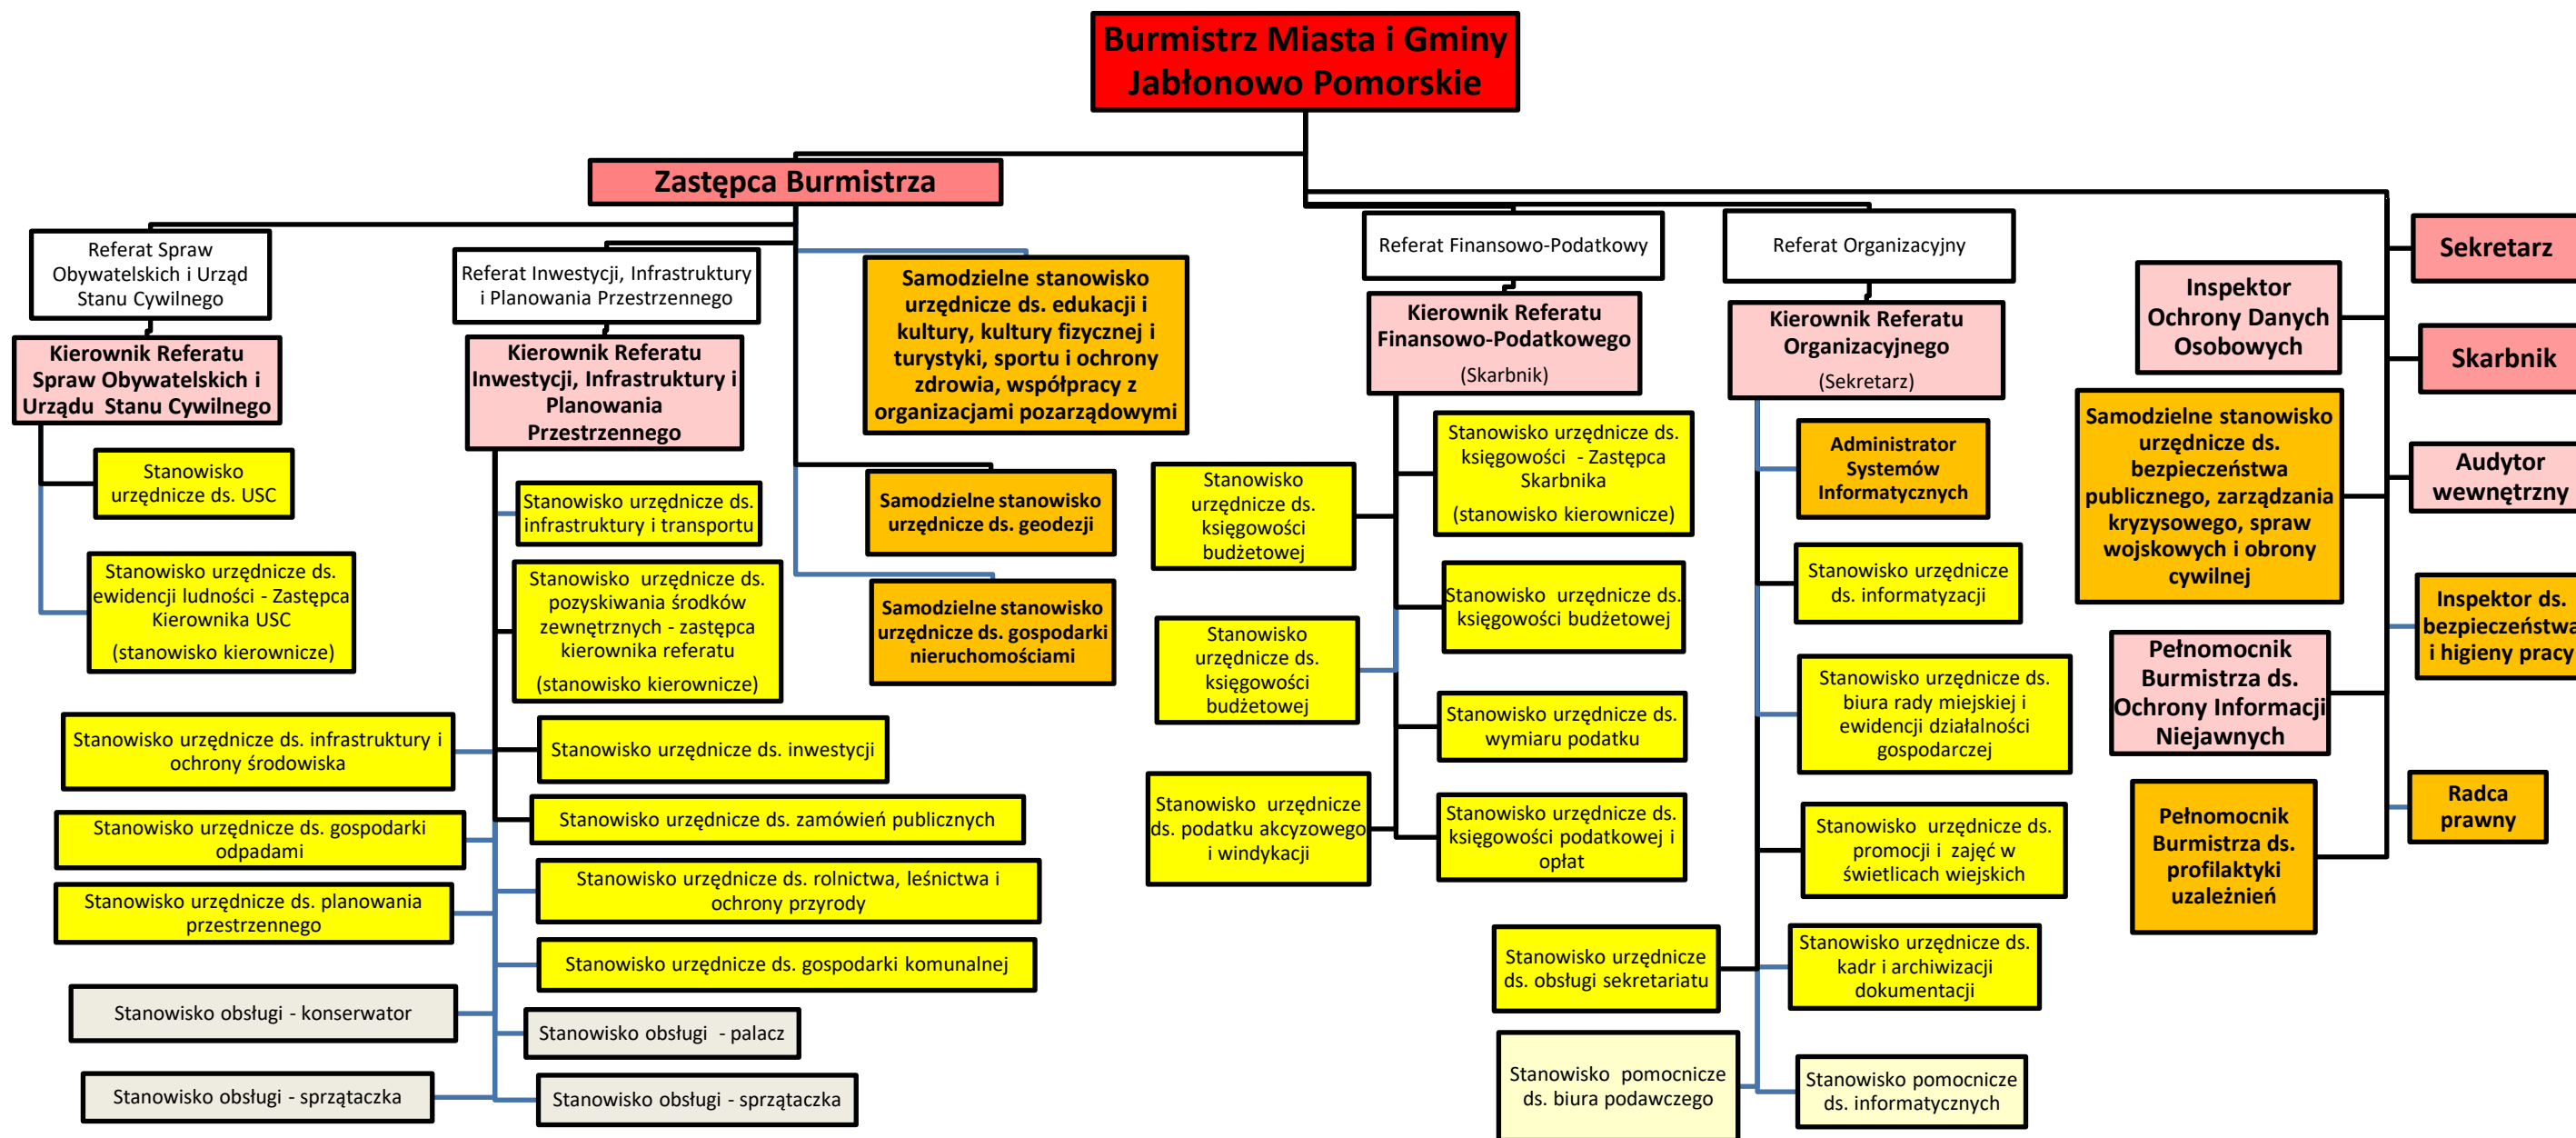 Burmistrz Miasta i Gminy
Jabłonowo Pomorskie
Zastępca Burmistrza
Referat Spraw
Obywatelskich i Urząd
Stanu Cywilnego
Kierownik Referatu
Spraw Obywatelskich i
Urzędu Stanu Cywilnego
Stanowisko
urzędnicze ds. USC
Stanowisko urzędnicze ds.
ewidencji ludności - Zastępca
Kierownika USC
(stanowisko kierownicze)
Referat Inwestycji, Infrastruktury
i Planowania Przestrzennego
Kierownik Referatu
Inwestycji, Infrastruktury i
Planowania
Przestrzennego
Stanowisko urzędnicze ds.
infrastruktury i transportu
Stanowisko urzędnicze ds.
pozyskiwania środków
zewnętrznych - zastępca
kierownika referatu
(stanowisko kierownicze)
Stanowisko urzędnicze ds. infrastruktury i
ochrony środowiska
Stanowisko urzędnicze ds. inwestycji
Stanowisko urzędnicze ds. gospodarki
odpadami
Stanowisko urzędnicze ds. zamówień publicznych
Stanowisko urzędnicze ds. planowania
przestrzennego
Stanowisko urzędnicze ds. rolnictwa, leśnictwa i
ochrony przyrody
Stanowisko urzędnicze ds. gospodarki komunalnej
Stanowisko obsługi - konserwator
Stanowisko obsługi - palacz
Stanowisko obsługi - sprzątaczka
Stanowisko obsługi - sprzątaczka
Samodzielne stanowisko
urzędnicze ds. edukacji i
kultury, kultury fizycznej i
turystyki, sportu i ochrony
zdrowia, współpracy z
organizacjami pozarządowymi
Samodzielne stanowisko
urzędnicze ds. geodezji
Samodzielne stanowisko
urzędnicze ds. gospodarki
nieruchomościami
Referat Finansowo-Podatkowy
Kierownik Referatu
Finansowo-Podatkowego
(Skarbnik)
Stanowisko urzędnicze ds.
księgowości - Zastępca
Skarbnika
(stanowisko kierownicze)
Stanowisko
urzędnicze ds.
księgowości
budżetowej
Stanowisko urzędnicze ds.
księgowości budżetowej
Stanowisko
urzędnicze ds.
księgowości
budżetowej
Stanowisko urzędnicze ds.
wymiaru podatku
Stanowisko urzędnicze
ds. podatku akcyzowego
i windykacji
Stanowisko urzędnicze ds.
księgowości podatkowej i
opłat
Referat Organizacyjny
Kierownik Referatu
Organizacyjnego
(Sekretarz)
Administrator
Systemów
Informatycznych
Stanowisko urzędnicze
ds. informatyzacji
Stanowisko urzędnicze ds.
biura rady miejskiej i
ewidencji działalności
gospodarczej
Stanowisko urzędnicze ds.
promocji i zajęć w
świetlicach wiejskich
Stanowisko urzędnicze
ds. obsługi sekretariatu
Stanowisko urzędnicze ds.
kadr i archiwizacji
dokumentacji
Stanowisko pomocnicze
ds. biura podawczego
Stanowisko pomocnicze
ds. informatycznych
Inspektor
Ochrony Danych
Osobowych
Samodzielne stanowisko
urzędnicze ds.
bezpieczeństwa
publicznego, zarządzania
kryzysowego, spraw
wojskowych i obrony
cywilnej
Pełnomocnik
Burmistrza ds.
Ochrony Informacji
Niejawnych
Pełnomocnik
Burmistrza ds.
profilaktyki
uzależnień
Sekretarz
Skarbnik
Audytor
wewnętrzny
Inspektor ds.
bezpieczeństwa
i higieny pracy
Radca
prawny